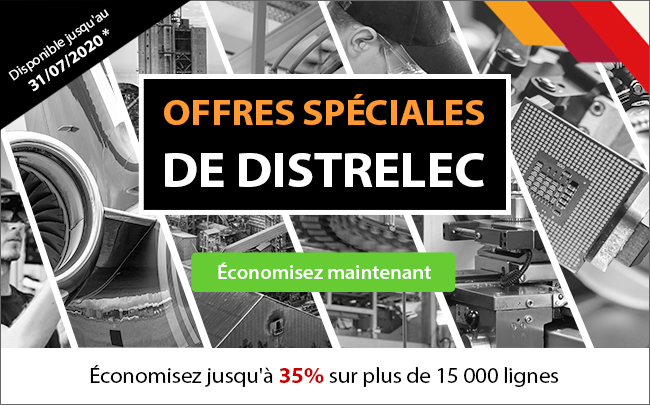 Disponible jusqu'au
31/07/2020*
OFFRES SPÉCIALES
DE DISTRELEC
Économisez maintenant
Économisez jusqu'à 35% sur plus de 15 000 lignes